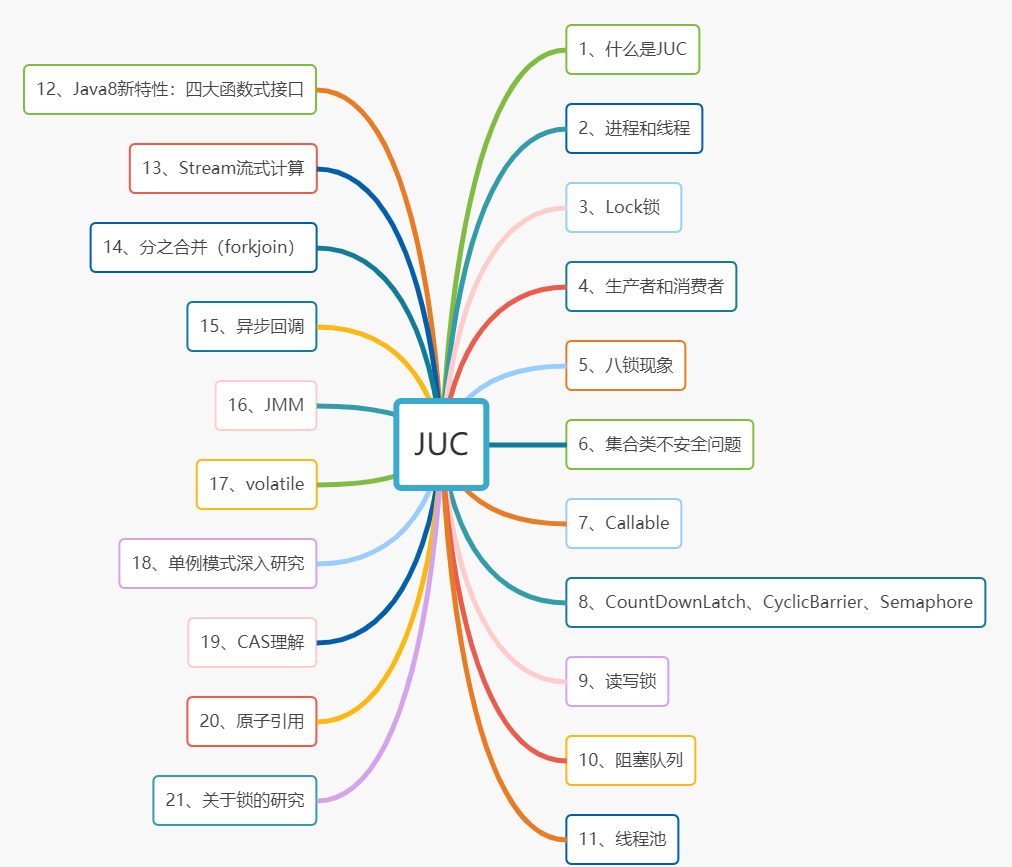 JUC
1、什么是JUC
2、进程和线程
3、Lock锁
4、生产者和消费者
5、八锁现象
6、集合类不安全问题
7、Callable
8、CountDownLatch、CyclicBarrier、Semaphore
9、读写锁
10、阻塞队列
11、线程池
12、Java8新特性：四大函数式接口
13、Stream流式计算
14、分之合并（forkjoin）
15、异步回调
16、JMM
17、volatile
18、单例模式深入研究
19、CAS理解
20、原子引用
21、关于锁的研究